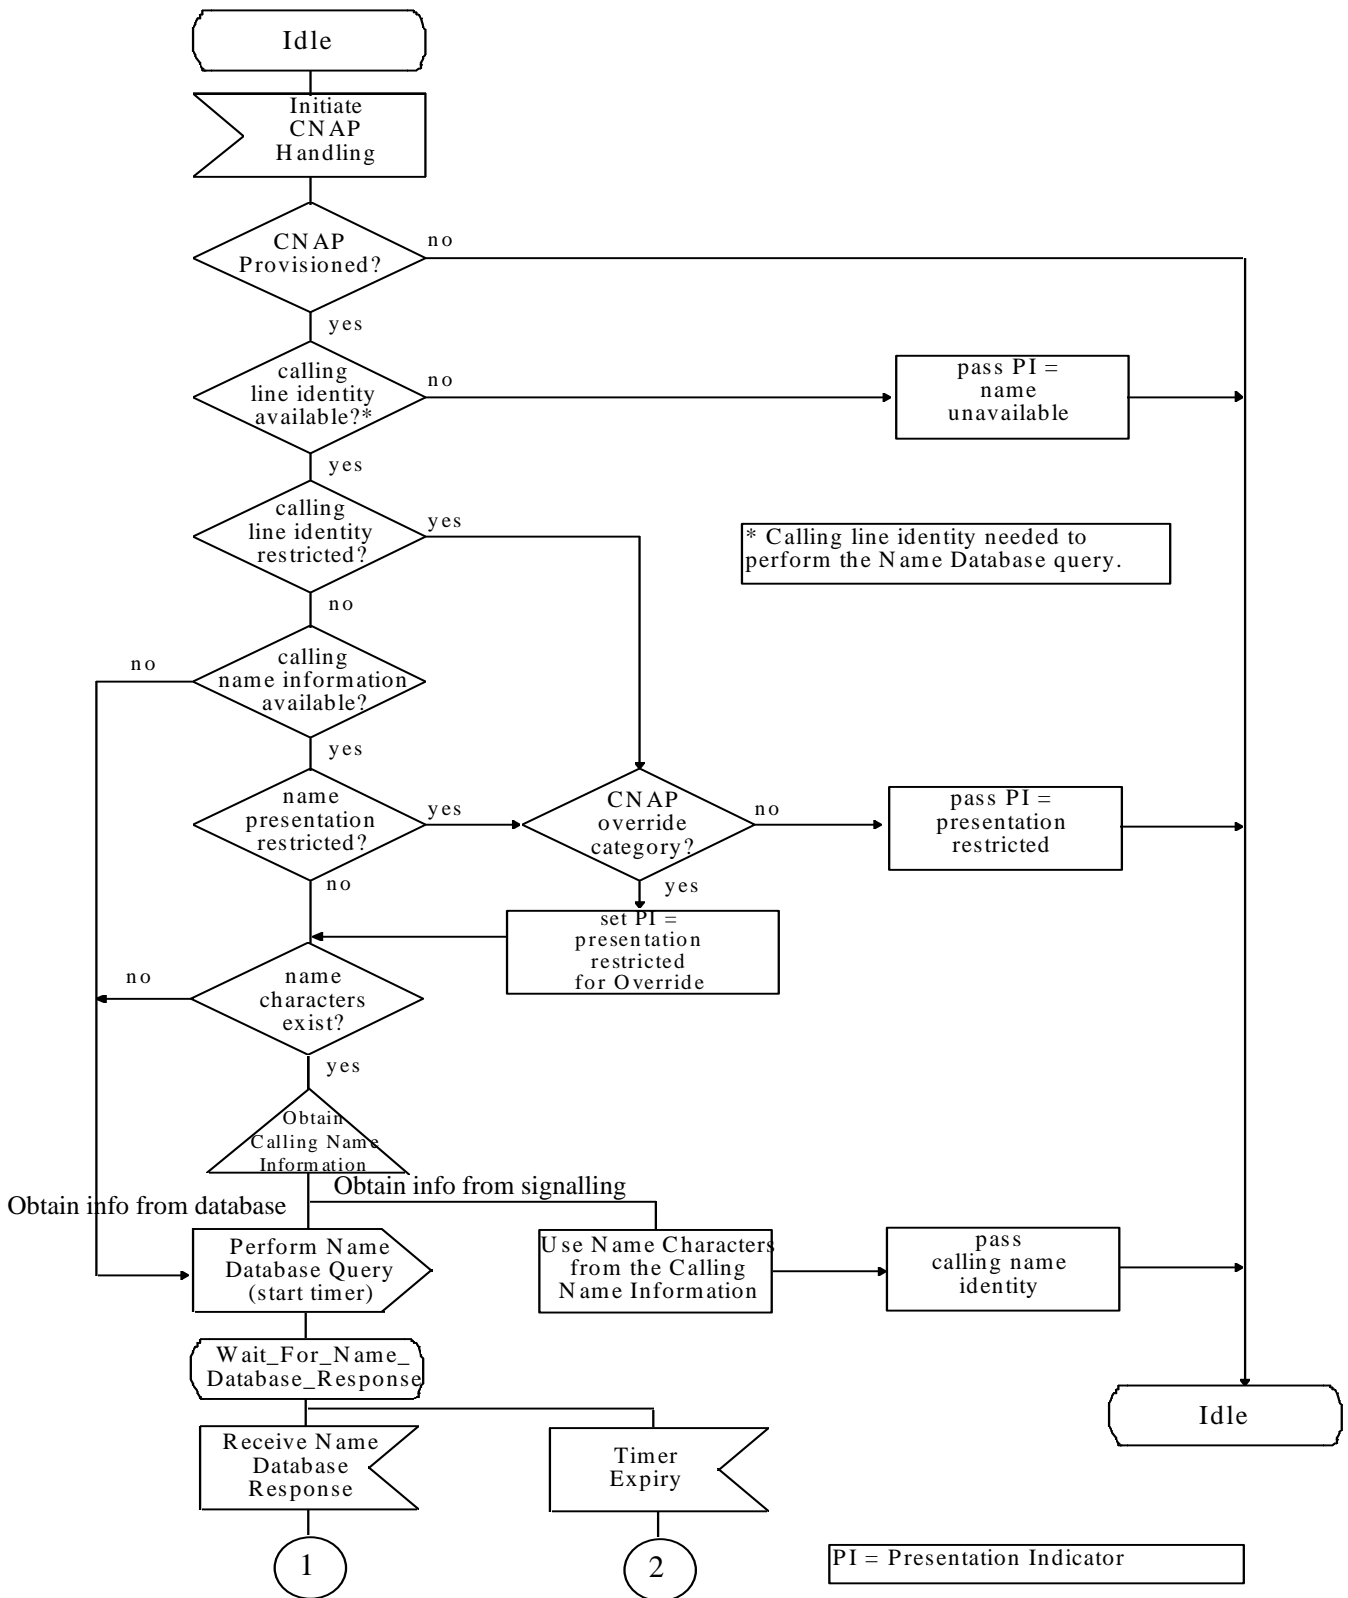 Idle
Initiate
CNAP
Handling
CNAP
Provisioned?
no
yes
calling
line identity
available?*
no
pass PI =
name
unavailable
yes
calling
line identity
restricted?
yes
* Calling line identity needed to
perform the Name Database query.
no
calling
name information
available?
no
yes
name
presentation
restricted?
yes
CNAP
override
category?
no
pass PI =
presentation
restricted
no
yes
set PI =
presentation
restricted
for Override
name
characters
exist?
no
yes
Obtain
Calling Name
Information
Obtain info from signalling
Obtain info from database
Perform Name
Database Query
(start timer)
Use Name Characters
from the Calling
Name Information
pass
calling name
identity
Wait_For_Name_
Database_Response
Idle
Receive Name
Database
Response
Timer
Expiry
1
2
PI = Presentation Indicator